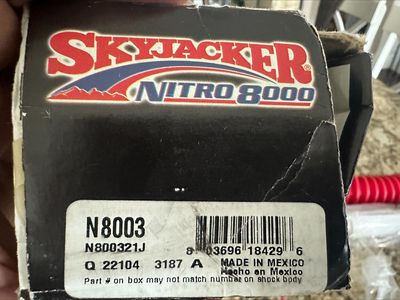 SKYJACKER®
NITRO 8000
N8003
N800321J
8 03696 18429 6
Q 22104 3187 A MADE IN MEXICO
Hecho en Mexico
Part # on box may not match number on shock body